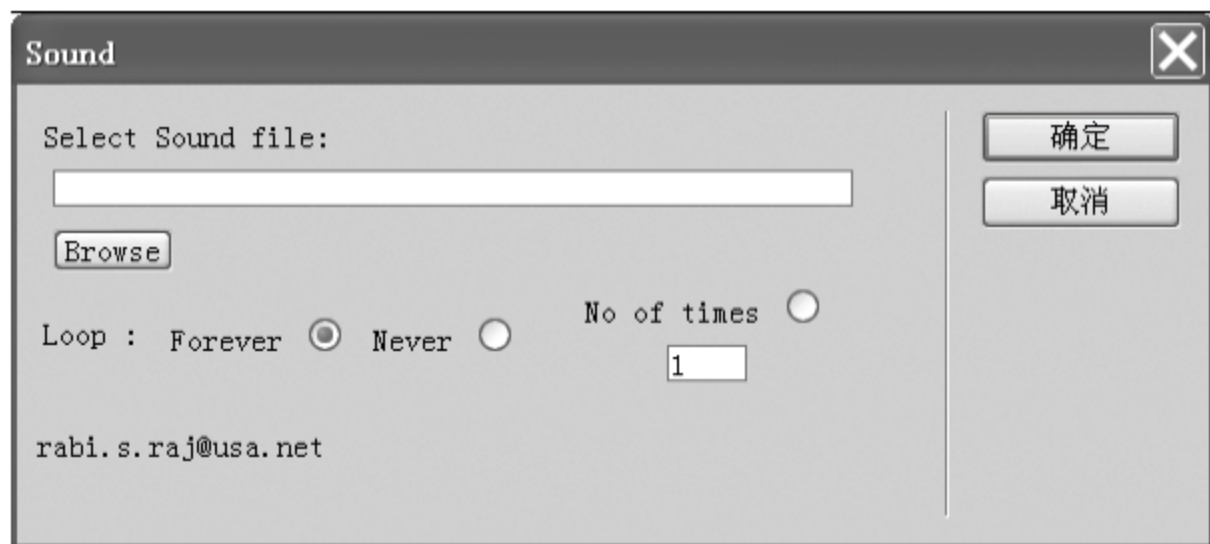 Sound
Select Sound file:
确定
取消
Browse
Loop : Forever Never No of times
1
rabi.s.raj@usa.net